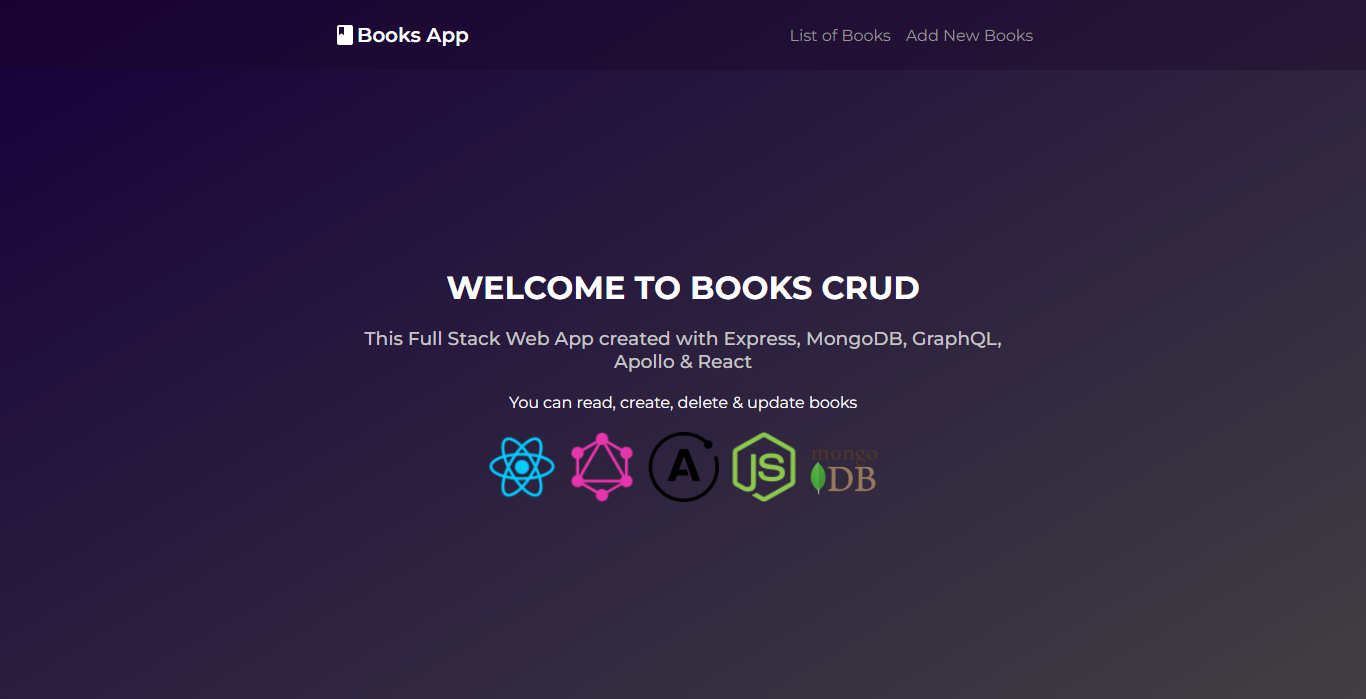 Books App
List of Books
Add New Books
WELCOME TO BOOKS CRUD
This Full Stack Web App created with Express, MongoDB, GraphQL,
Apollo & React
You can read, create, delete & update books
A
JS
mongo
DB